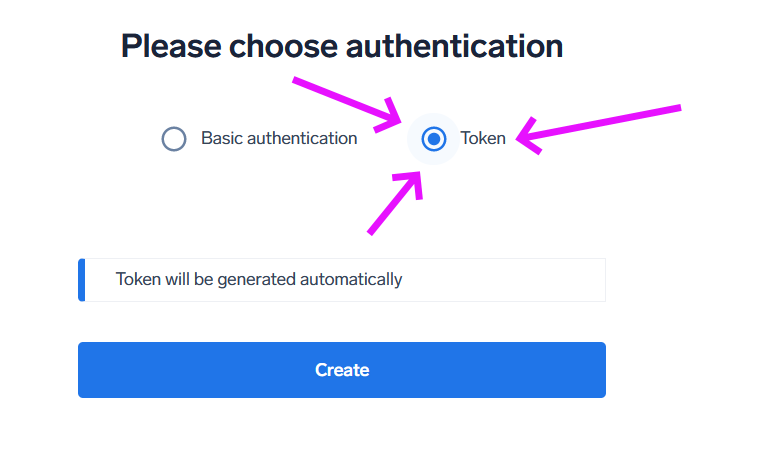 Please choose authentication
Basic authentication
Token
Token will be generated automatically
Create